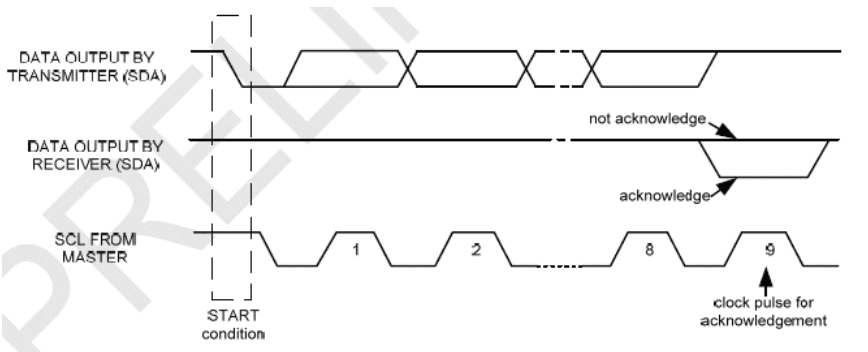 DATA OUTPUT BY
TRANSMITTER (SDA)
not acknowledge
DATA OUTPUT BY
RECEIVER (SDA)
acknowledge
SCL FROM
MASTER
1
2
8
9
START
condition
clock pulse for
acknowledgement
PRELI